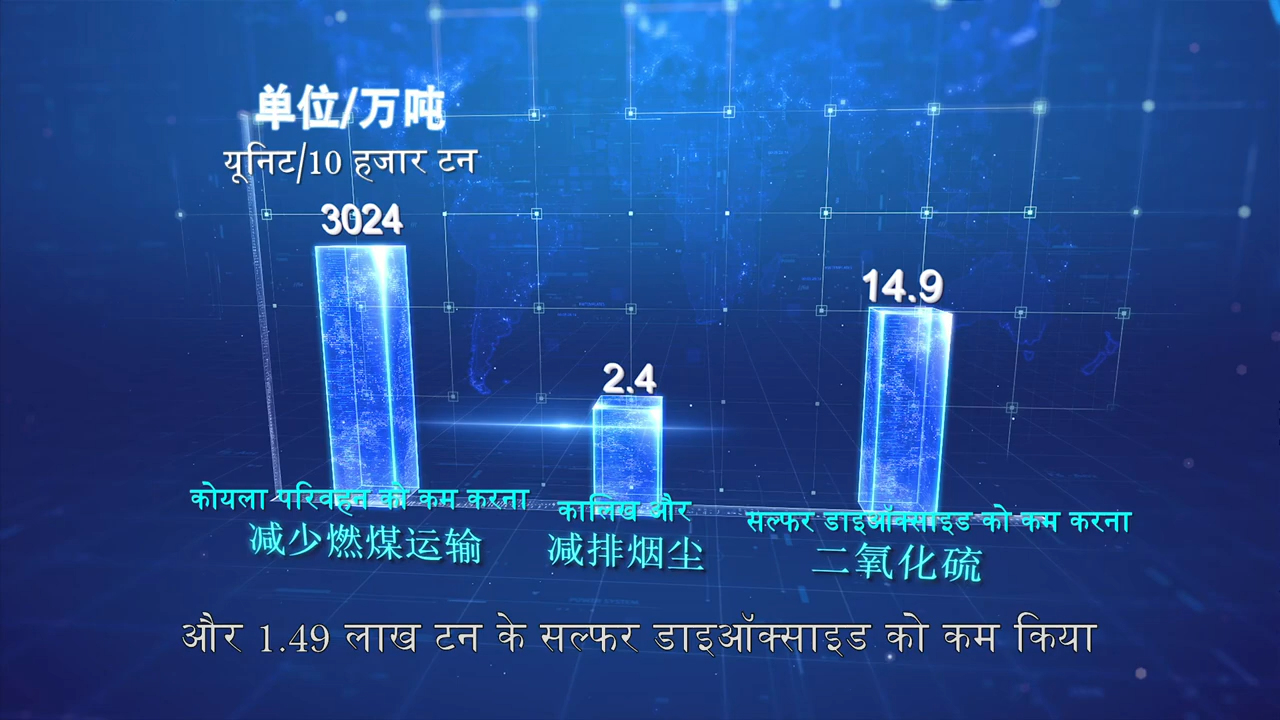 单位/万吨
यूनिट/10 हजार टन
3024
14.9
2.4
कोयला परिवहन को कम करना
减少燃煤运输
कालिख और
减排烟尘
सल्फर डाइऑक्साइड को कम करना
二氧化硫
और 1.49 लाख टन के सल्फर डाइऑक्साइड को कम किया